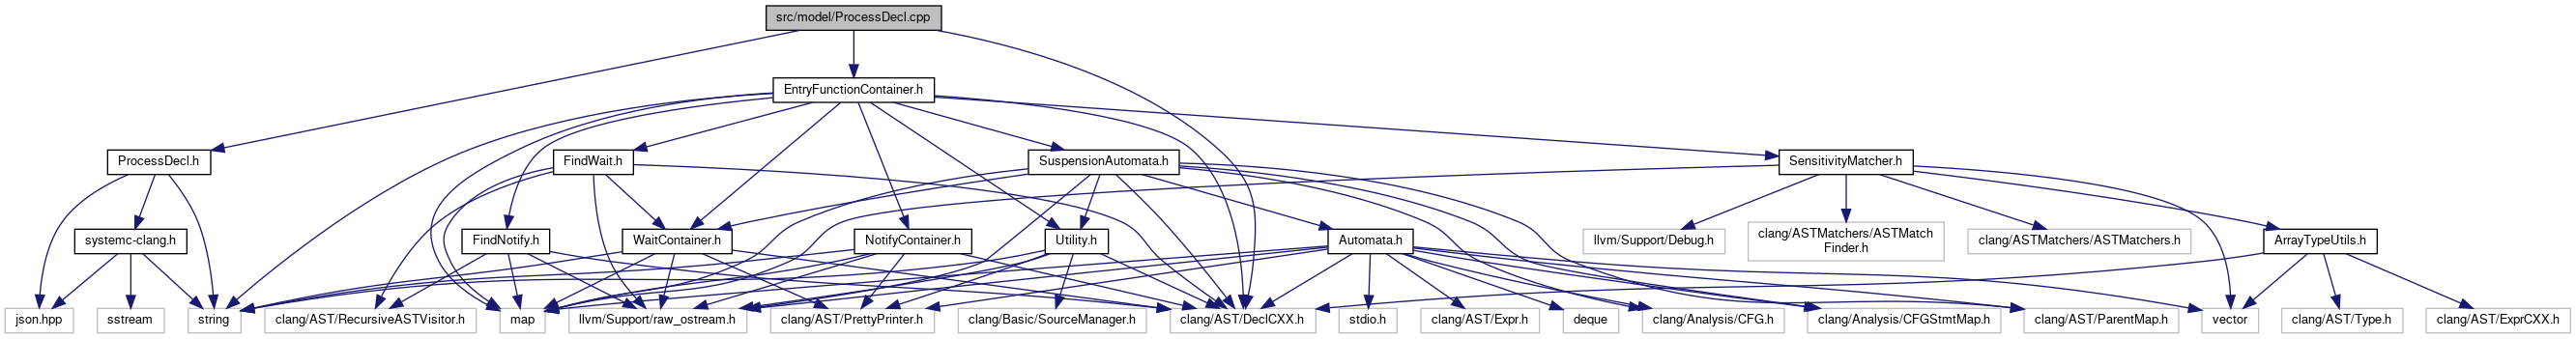 src/model/ProcessDecl.cpp
EntryFunctionContainer.h
ProcessDecl.h
FindWait.h
SuspensionAutomata.h
SensitivityMatcher.h
systemc-clang.h
FindNotify.h
WaitContainer.h
NotifyContainer.h
Utility.h
Automata.h
llvm/Support/Debug.h
clang/ASTMatchers/ASTMatch
Finder.h
clang/ASTMatchers/ASTMatchers.h
ArrayTypeUtils.h
json.hpp
sstream
string
clang/AST/RecursiveASTVisitor.h
map
llvm/Support/raw_ostream.h
clang/AST/PrettyPrinter.h
clang/Basic/SourceManager.h
clang/AST/DeclCXX.h
stdio.h
clang/AST/Expr.h
deque
clang/Analysis/CFG.h
clang/Analysis/CFGStmtMap.h
clang/AST/ParentMap.h
vector
clang/AST/Type.h
clang/AST/ExprCXX.h